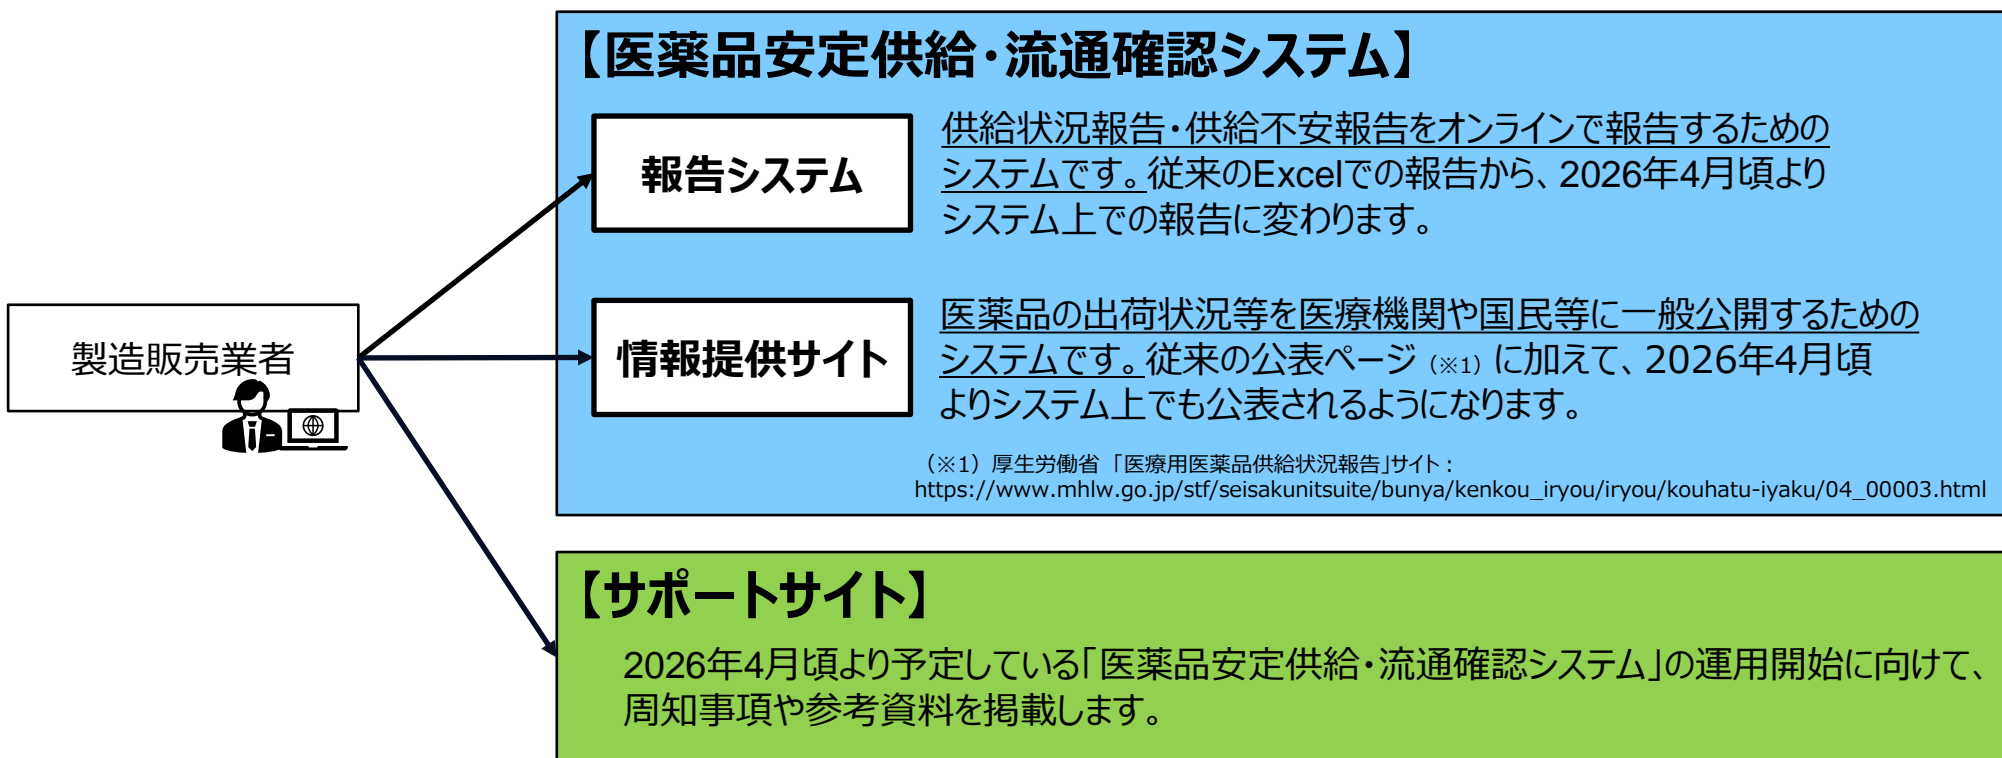 【医薬品安定供給・流通確認システム】
報告システム
供給状況報告・供給不安報告をオンラインで報告するための
システムです。従来のExcelでの報告から、2026年4月頃より
システム上での報告に変わります。
製造販売業者
情報提供サイト
医薬品の出荷状況等を医療機関や国民等に一般公開するための
システムです。従来の公表ページ（※1）に加えて、2026年4月頃
よりシステム上でも公表されるようになります。
（※1）厚生労働省「医療用医薬品供給状況報告」サイト：
https://www.mhlw.go.jp/stf/seisakunitsuite/bunya/kenkou_iryou/iryou/kouhatu-iyaku/04_00003.html
【サポートサイト】
2026年4月頃より予定している「医薬品安定供給・流通確認システム」の運用開始に向けて、
周知事項や参考資料を掲載します。